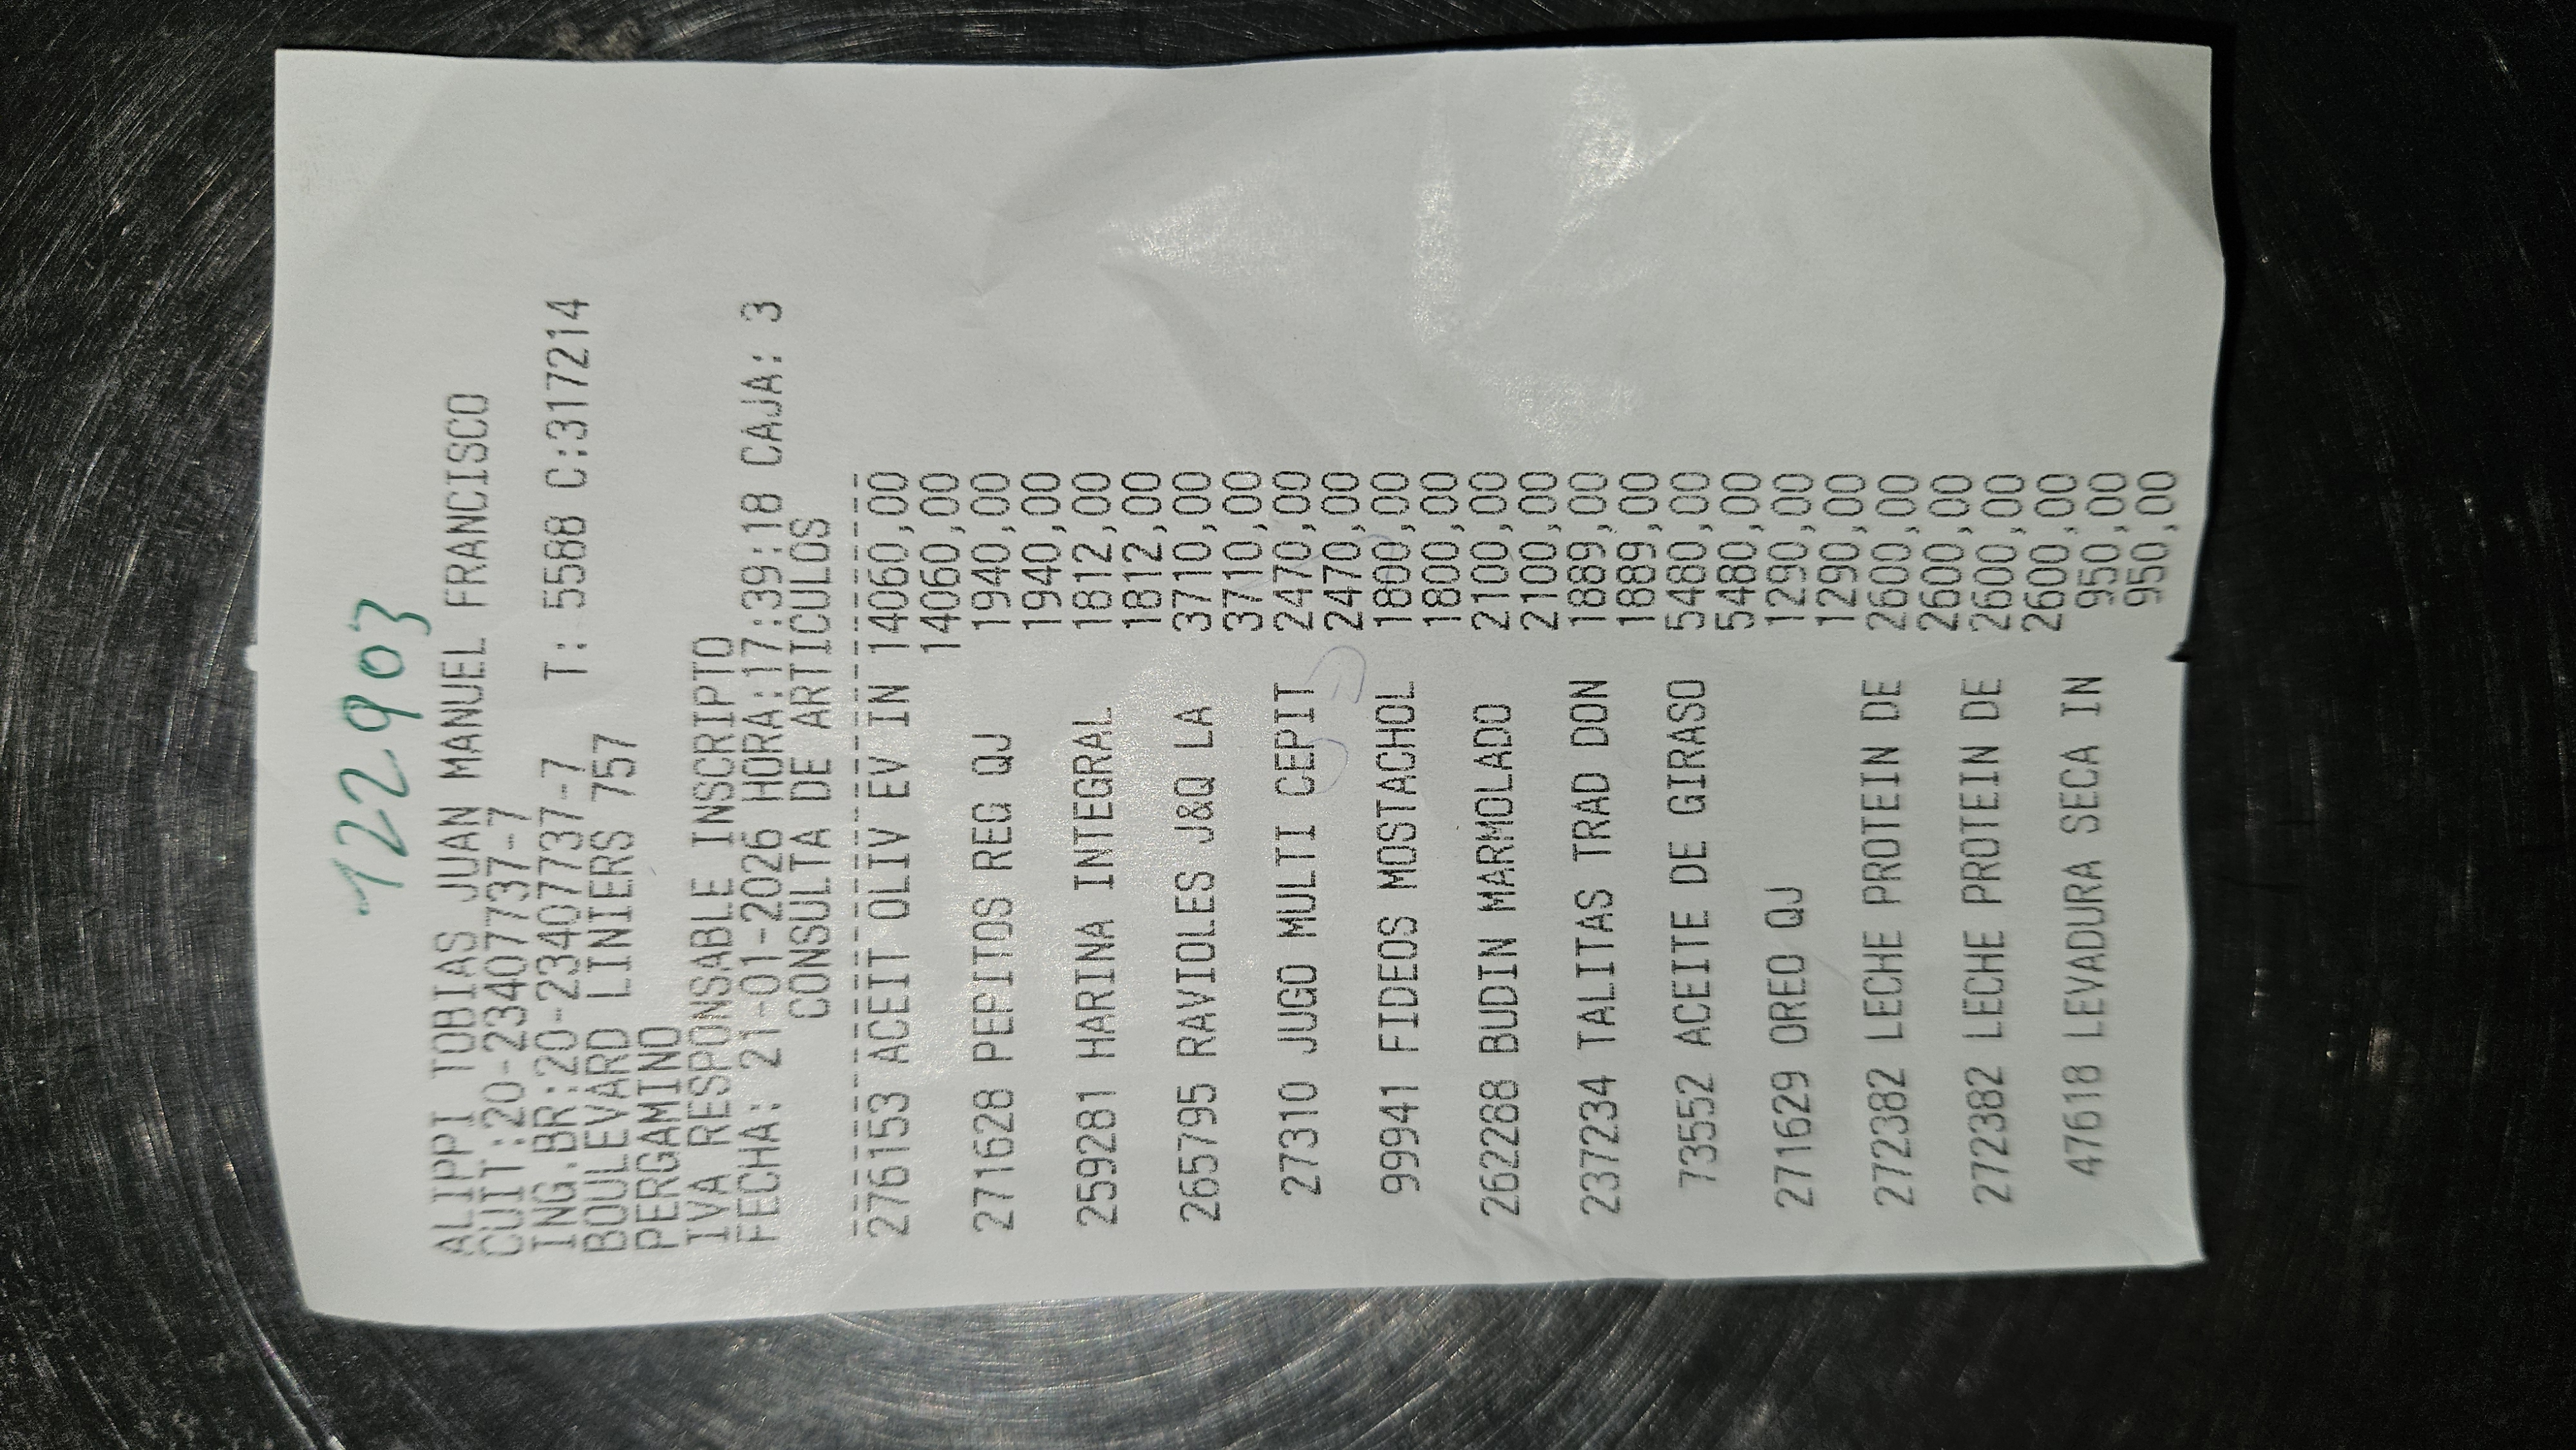 122903
ALIPPI TOBIAS JUAN MANUEL FRANCISCO
CUIT:20-23407737-7
ING.BR:20-23407737-7 T: 5588 C:317214
BOULEVARD LINIERS 757
PERGAMINO
IVA RESPONSABLE INSCRIPTO
FECHA: 21-01-2026 HORA:17:39:18 CAJA: 3
CONSULTA DE ARTICULOS
276153 ACEIT OLIV EV IN 14060,00
14060,00
271628 PEPITOS REG QJ 1940,00
1940,00
259281 HARINA INTEGRAL 1812,00
1812,00
265795 RAVIOLES J&Q LA 3710,00
3710,00
27310 JUGO MULTI CEPIT 2470,00
2470,00
99941 FIDEOS MOSTACHOL 1800,00
1800,00
262288 BUDIN MARMOLADO 2100,00
2100,00
237234 TALITAS TRAD DON 1889,00
1889,00
73552 ACEITE DE GIRASO 5480,00
5480,00
271629 OREO QJ 1290,00
1290,00
272382 LECHE PROTEIN DE 2600,00
2600,00
272382 LECHE PROTEIN DE 2600,00
2600,00
47618 LEVADURA SECA IN 950,00
950,00